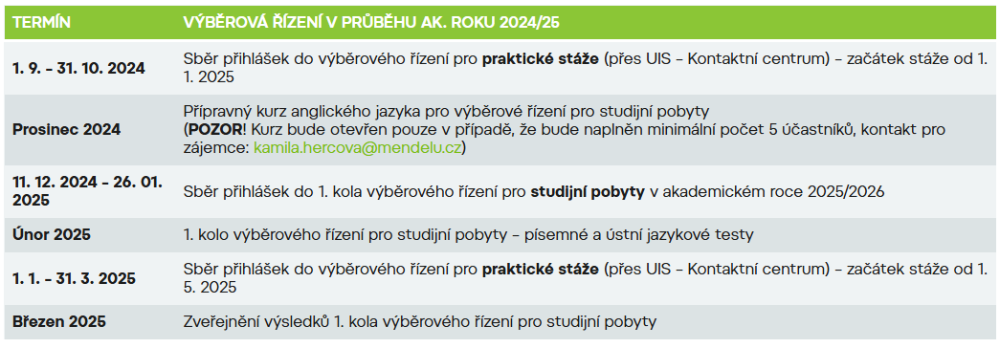 TERMÍN VÝBĚROVÁ ŘÍZENÍ V PRŮBĚHU AK. ROKU 2024/25
1. 9. - 31. 10. 2024
Sběr přihlášek do výběrového řízení pro praktické stáže (přes UIS – Kontaktní centrum) – začátek stáže od 1.
1. 2025
Prosinec 2024
Přípravný kurz anglického jazyka pro výběrové řízení pro studijní pobyty
(POZOR! Kurz bude otevřen pouze v případě, že bude naplněn minimální počet 5 účastníků, kontakt pro
zájemce: kamila.hercova@mendelu.cz)
11. 12. 2024 - 26. 01.
2025
Sběr přihlášek do 1. kola výběrového řízení pro studijní pobyty v akademickém roce 2025/2026
Únor 2025
1. kolo výběrového řízení pro studijní pobyty – písemné a ústní jazykové testy
1. 1. - 31. 3. 2025
Sběr přihlášek do výběrového řízení pro praktické stáže (přes UIS – Kontaktní centrum) – začátek stáže od 1.
5. 2025
Březen 2025
Zveřejnění výsledků 1. kola výběrového řízení pro studijní pobyty